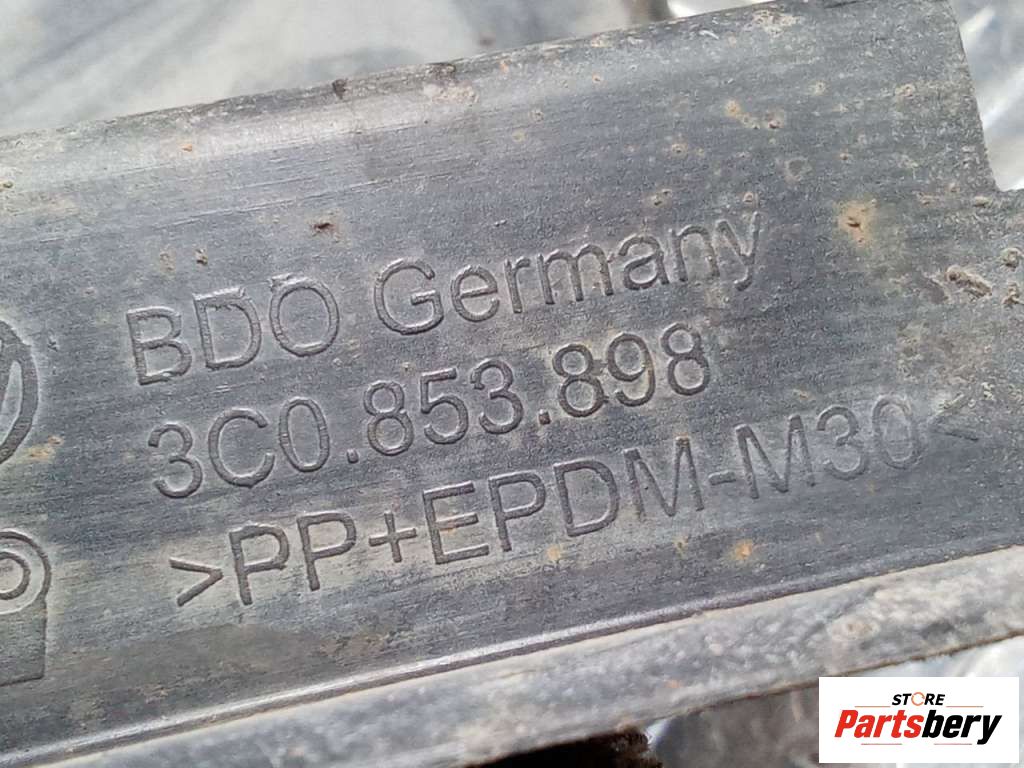 BDO Germany
3C0.853.898
>PP+EPDM-M30<
STORE
Partsbery